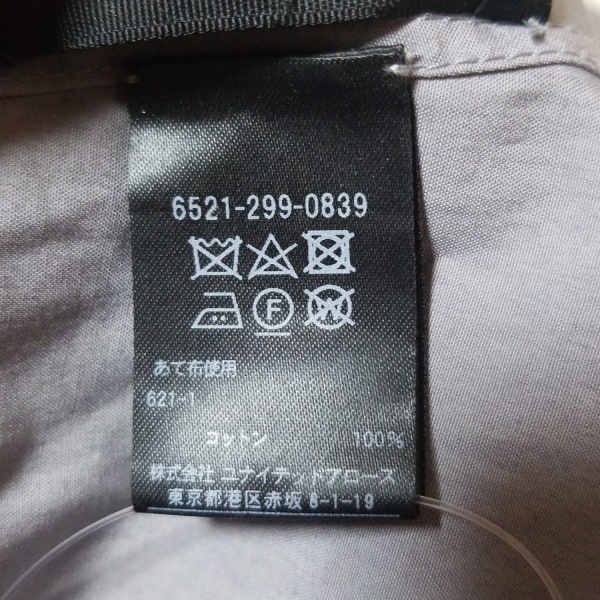 6521-299-0839
F
W
あて布使用
621-1
コットン 100%
株式会社 ユナイテッドアローズ
東京都港区赤坂 8-1-19